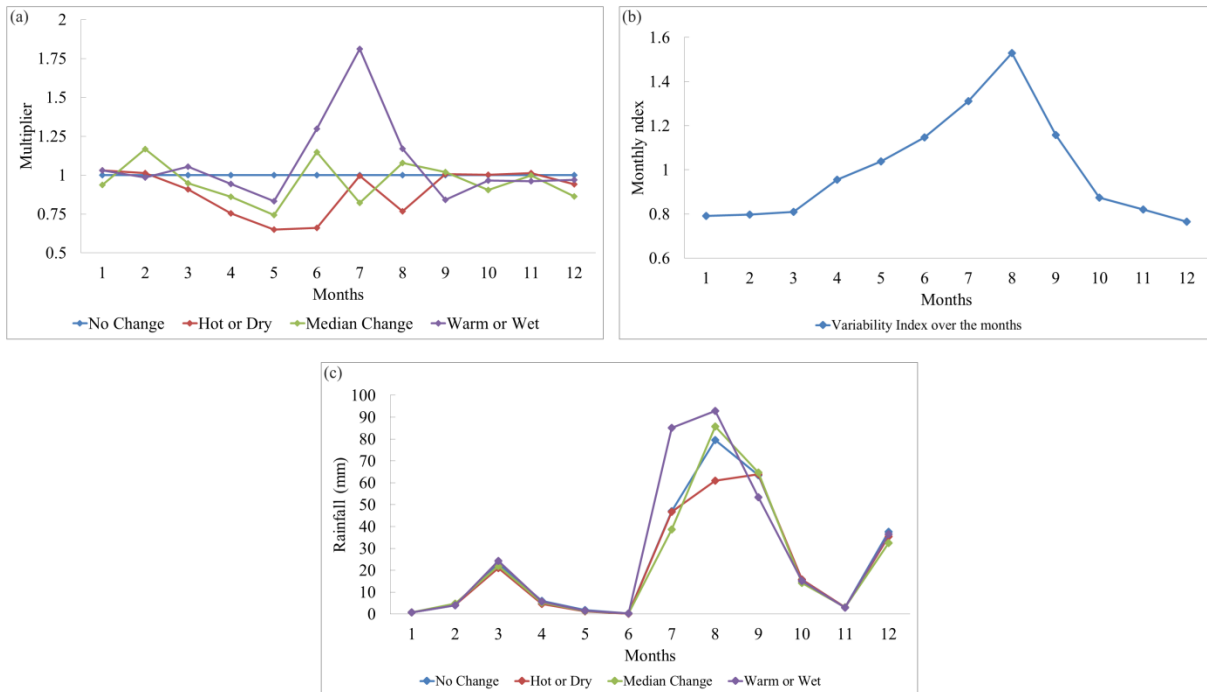 (a)
2
1.75
1.5
1.25
1
0.75
0.5
Multiplier
1 2 3 4 5 6 7 8 9 10 11 12
Months
No Change Hot or Dry Median Change Warm or Wet
(b)
1.6
1.4
1.2
1
0.8
0.6
Monthly ndex
1 2 3 4 5 6 7 8 9 10 11 12
Months
Variability Index over the months
(c)
100
90
80
70
60
50
40
30
20
10
0
Rainfall (mm)
1 2 3 4 5 6 7 8 9 10 11 12
Months
No Change Hot or Dry Median Change Warm or Wet